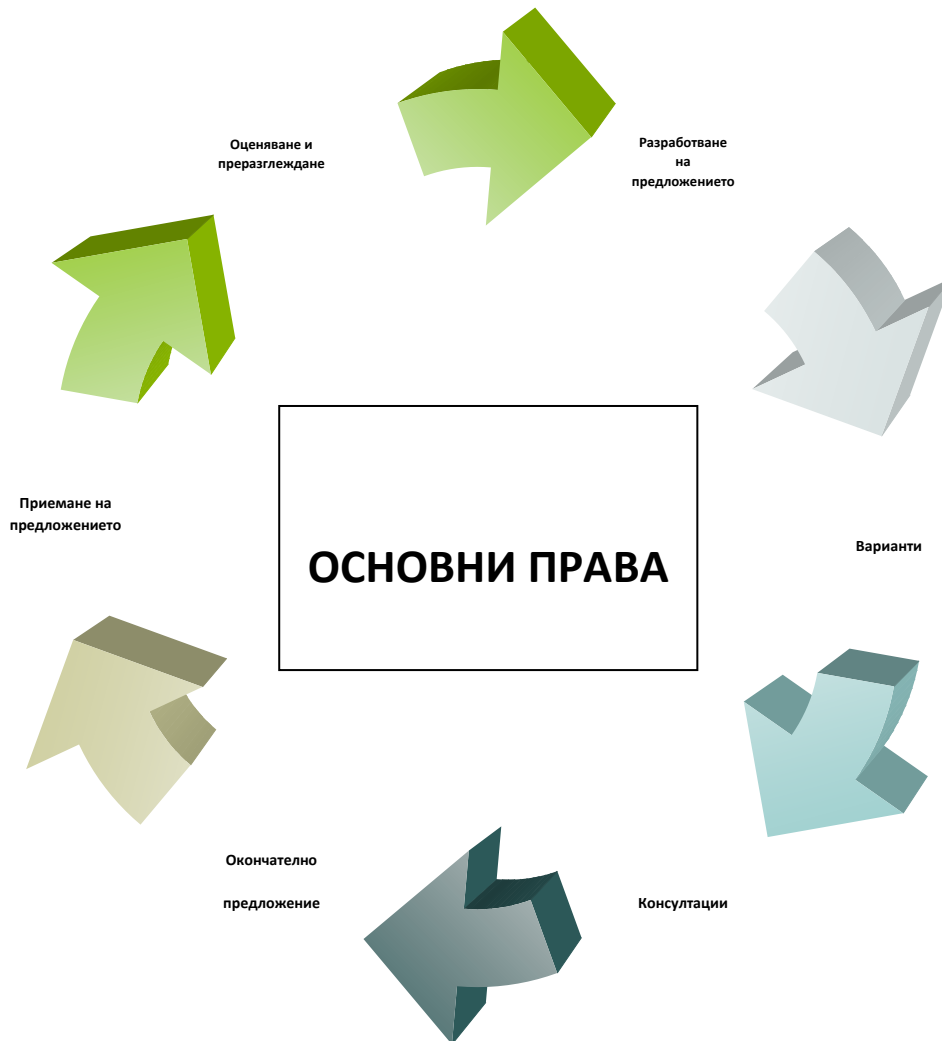 Оценяване и
преразглеждане
Разработване
на
предложението
Приемане на
предложението
ОСНОВНИ ПРАВА
Варианти
Окончателно
предложение
Консултации